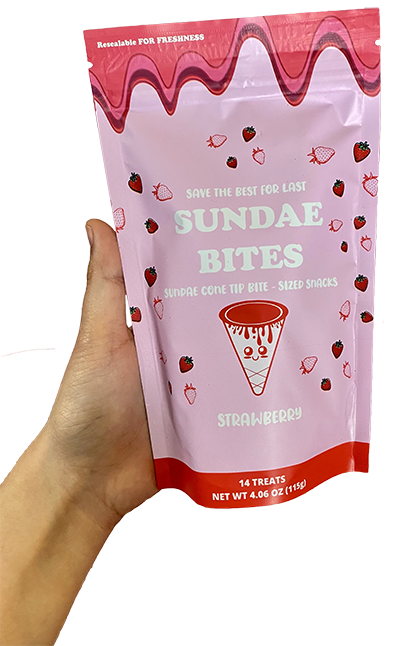 Resealable FOR FRESHNESS
SAVE THE BEST FOR LAST
SUNDAE
BITES
SUNDAE CONE TIP BITE - SIZED SNACKS
STRAWBERRY
14 TREATS
NET WT 4.06 OZ (115g)